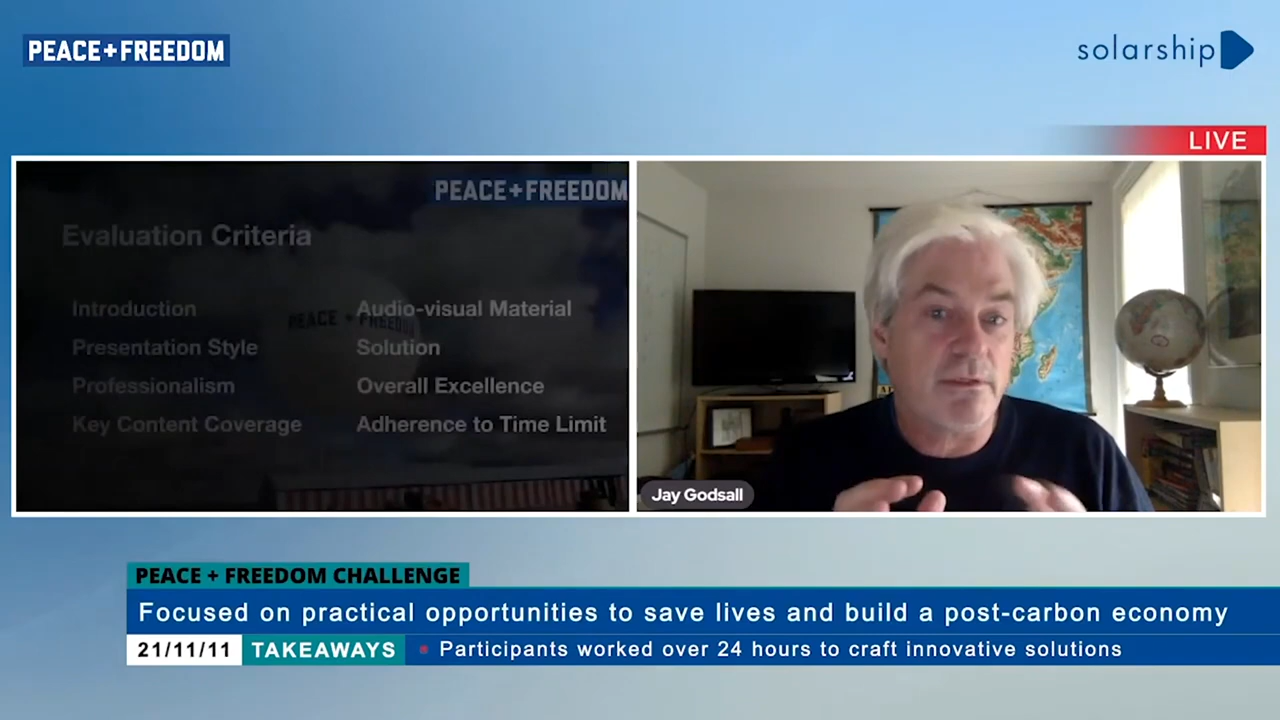 PEACE+FREEDOM
solarship
LIVE
PEACE+FREEDOM
Evaluation Criteria
Introduction
Audio-visual Material
PEACE + FREEDOM
Presentation Style
Solution
Professionalism
Overall Excellence
Key Content Coverage
Adherence to Time Limit
Jay Godsall
PEACE + FREEDOM CHALLENGE
Focused on practical opportunities to save lives and build a post-carbon economy
21/11/11 TAKEAWAYS Participants worked over 24 hours to craft innovative solutions